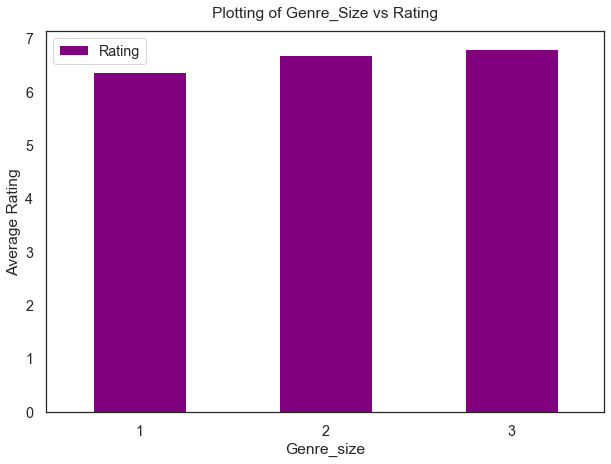 Plotting of Genre_Size vs Rating
Rating
7
6
5
4
3
2
1
0
Average Rating
1 2 3
Genre_size